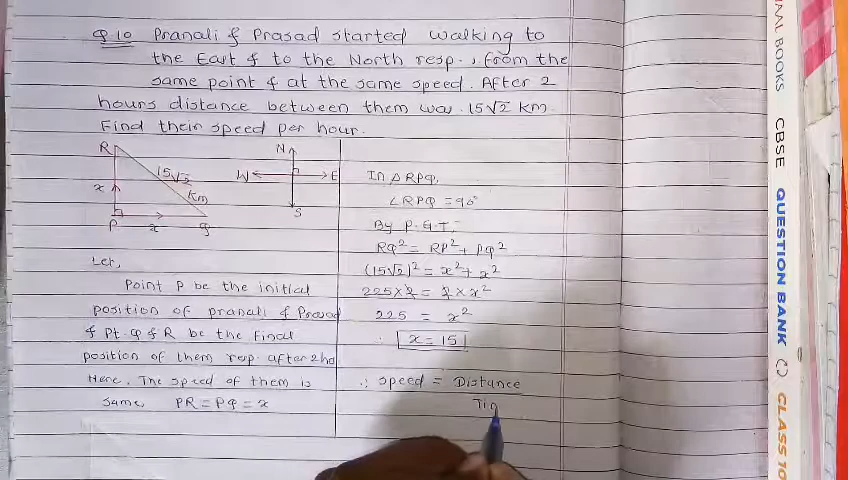 Q.10 Pranali & Prasad started walking to
the East & to the North resp., from the
same point & at the same speed. After 2
hours distance between them was 15√2 Km.
Find their speed per hour.
R
15√2
Km
x
P
x
Q
N
W
E
S
Let,
Point P be the initial
position of pranali & Prasad
& Pt. Q & R be the Final
position of them resp. after 2
Here, The speed of them is
same, PR = PQ = x
In △RPQ,
∠RPQ = 90°
By P.G.T,
RQ² = RP² + PQ²
(15√2)² = x² + x²
225 × 2 = 2 × x²
225 = x²
x = 15
∴ speed = Distance
Tim
NAAL BOOKS
CBSE
QUESTION BANK
CLASS 10